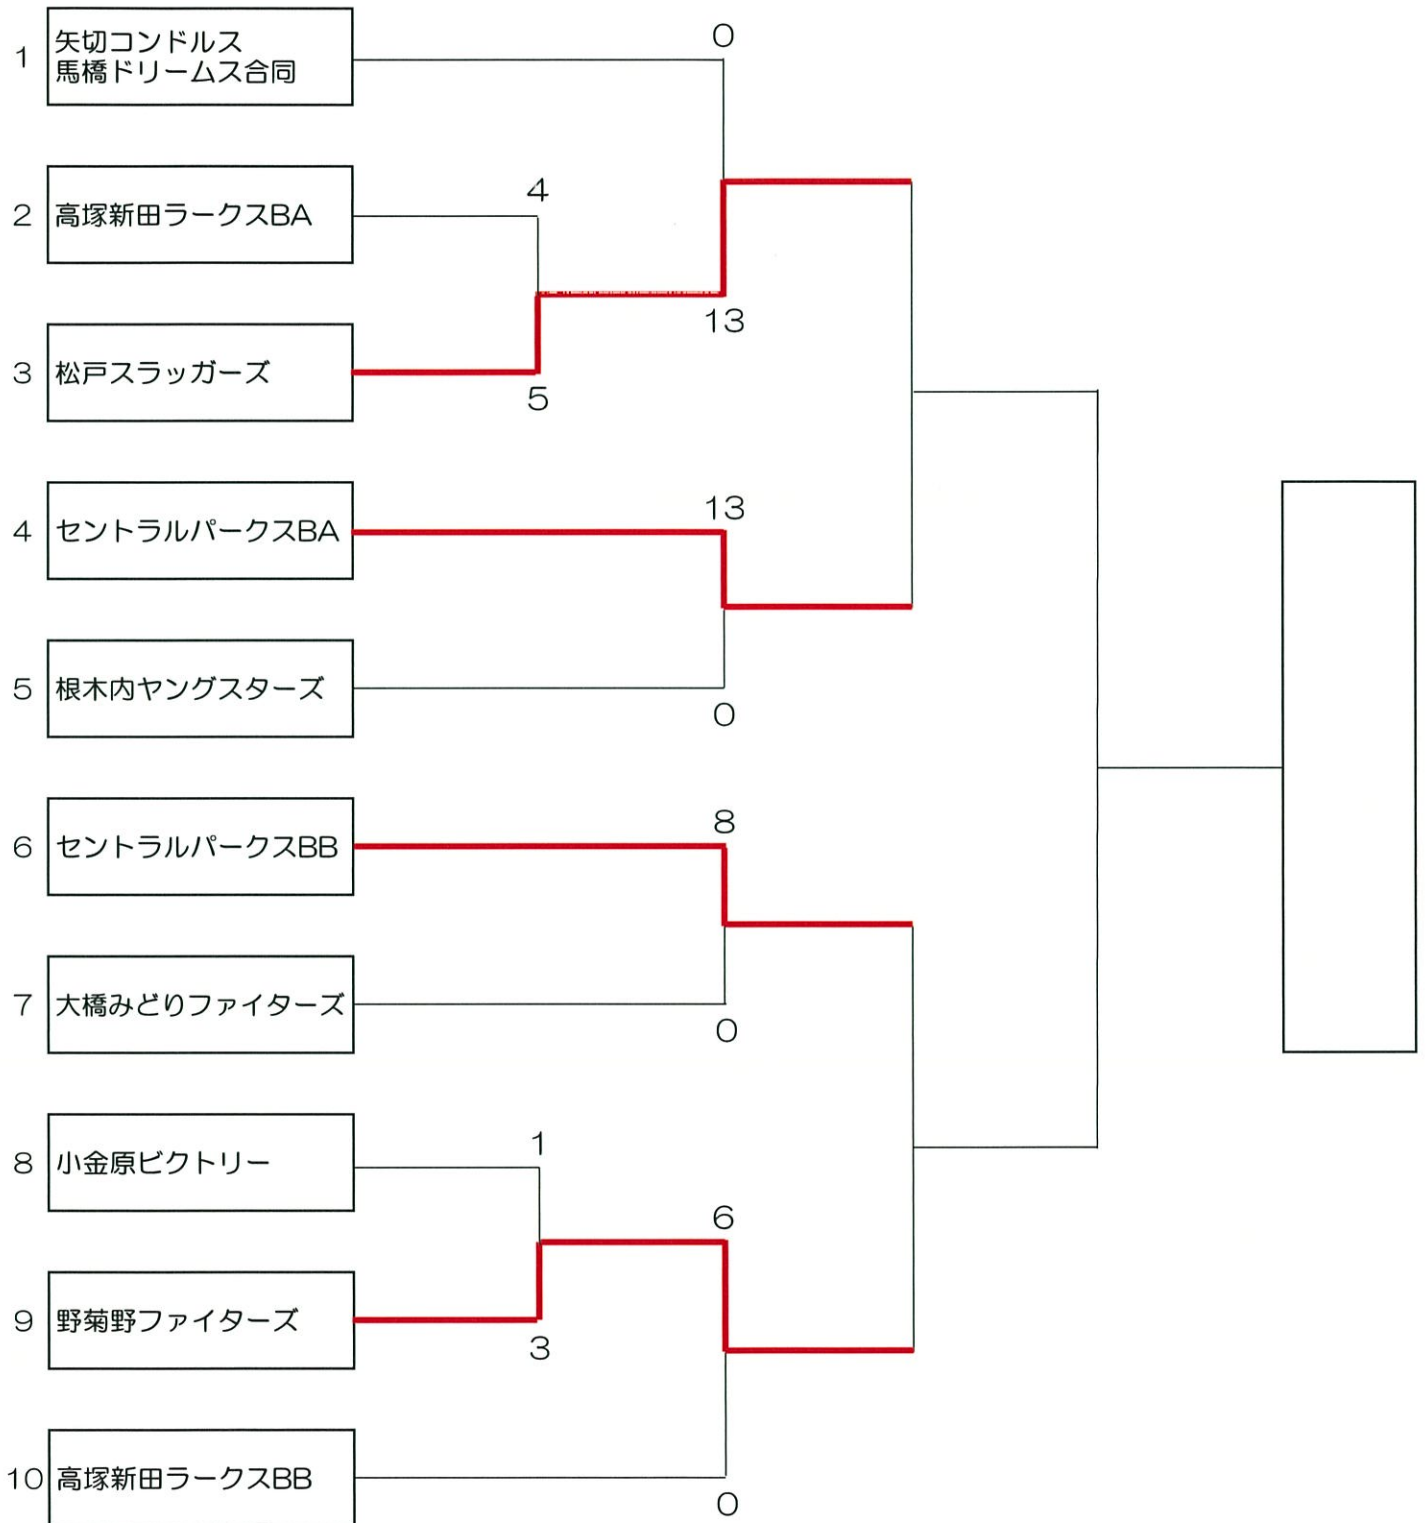 0
1
矢切コンドルス
馬橋ドリームス合同
4
2
高塚新田ラークスBA
13
3
松戸スラッガーズ
5
13
4
セントラルパークスBA
5
根木内ヤングスターズ
0
8
6
セントラルパークスBB
7
大橋みどりファイターズ
0
1
8
小金原ビクトリー
6
9
野菊野ファイターズ
3
10
高塚新田ラークスBB
0